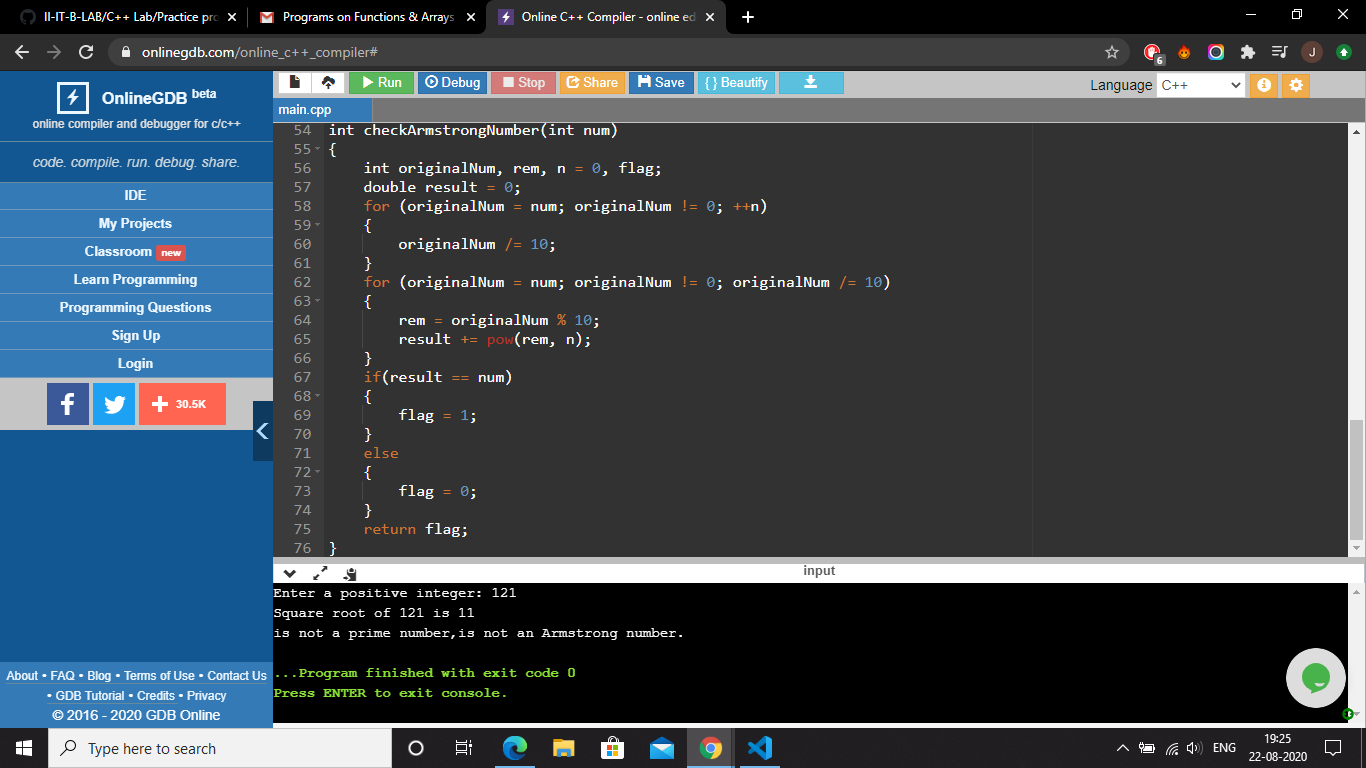 II-IT-B-LAB/C++ Lab/Practice pro
Programs on Functions & Arrays
Online C++ Compiler - online ed
onlinegdb.com/online_c++_compiler#
6
J
OnlineGDB beta
online compiler and debugger for c/c++
code. compile. run. debug. share.
IDE
My Projects
Classroom new
Learn Programming
Programming Questions
Sign Up
Login
f
30.5K
About • FAQ • Blog • Terms of Use • Contact Us
• GDB Tutorial • Credits • Privacy
© 2016 - 2020 GDB Online
Run
Debug
Stop
Share
Save
{ } Beautify
Language C++
main.cpp
54 int checkArmstrongNumber(int num)
55 {
56     int originalNum, rem, n = 0, flag;
57     double result = 0;
58     for (originalNum = num; originalNum != 0; ++n)
59     {
60         originalNum /= 10;
61     }
62     for (originalNum = num; originalNum != 0; originalNum /= 10)
63     {
64         rem = originalNum % 10;
65         result += pow(rem, n);
66     }
67     if(result == num)
68     {
69         flag = 1;
70     }
71     else
72     {
73         flag = 0;
74     }
75     return flag;
76 }
input
Enter a positive integer: 121
Square root of 121 is 11
is not a prime number,is not an Armstrong number.
...Program finished with exit code 0
Press ENTER to exit console.
Type here to search
ENG
19:25
22-08-2020